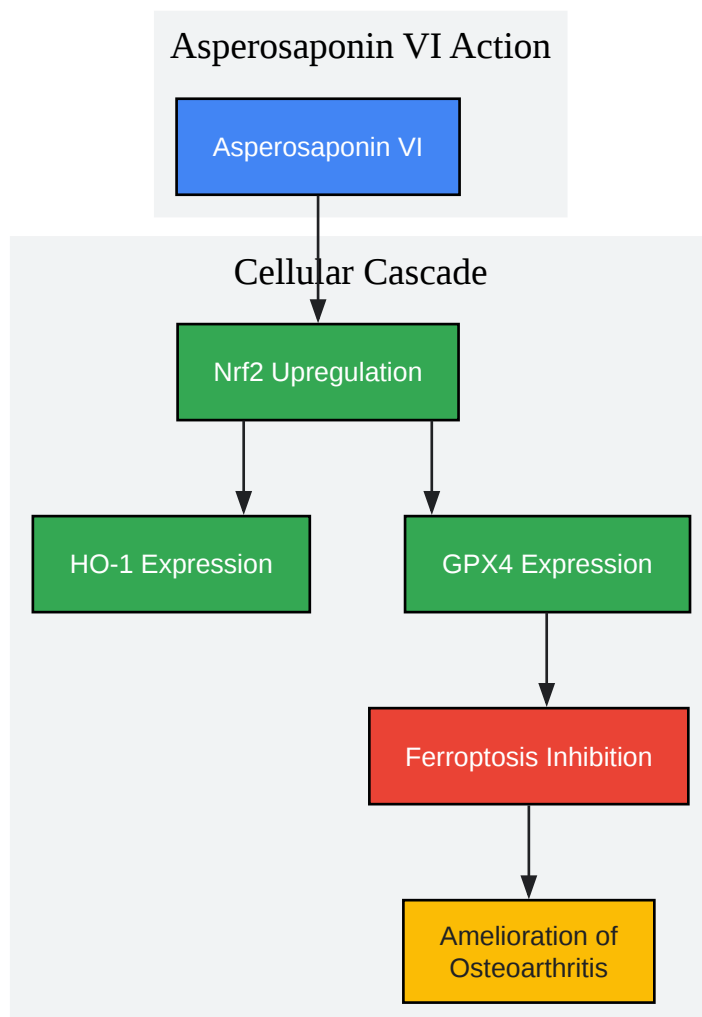 Asperosaponin VI Action
Asperosaponin VI
Cellular Cascade
Nrf2 Upregulation
HO-1 Expression
GPX4 Expression
Ferroptosis Inhibition
Amelioration of
Osteoarthritis